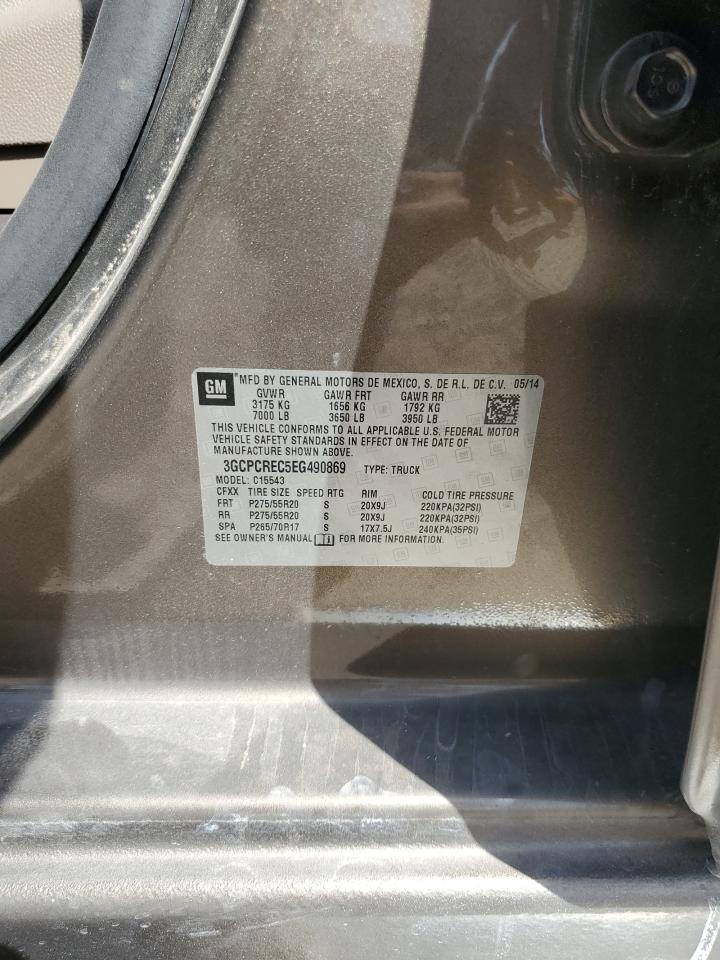 GM ® MFD BY GENERAL MOTORS DE MEXICO, S. DE R.L. DE C.V. 05/14
GVWR GAWR FRT GAWR RR
3175 KG 1656 KG 1792 KG
7000 LB 3650 LB 3950 LB
THIS VEHICLE CONFORMS TO ALL APPLICABLE U.S. FEDERAL MOTOR
VEHICLE SAFETY STANDARDS IN EFFECT ON THE DATE OF
MANUFACTURE SHOWN ABOVE.
3GCPCREC5EG490869 TYPE: TRUCK
MODEL: C15543
CFXX TIRE SIZE SPEED RTG RIM COLD TIRE PRESSURE
FRT P275/55R20 S 20X9J 220KPA(32PSI)
RR P275/55R20 S 20X9J 220KPA(32PSI)
SPA P265/70R17 S 17X7.5J 240KPA(35PSI)
SEE OWNER'S MANUAL FOR MORE INFORMATION.